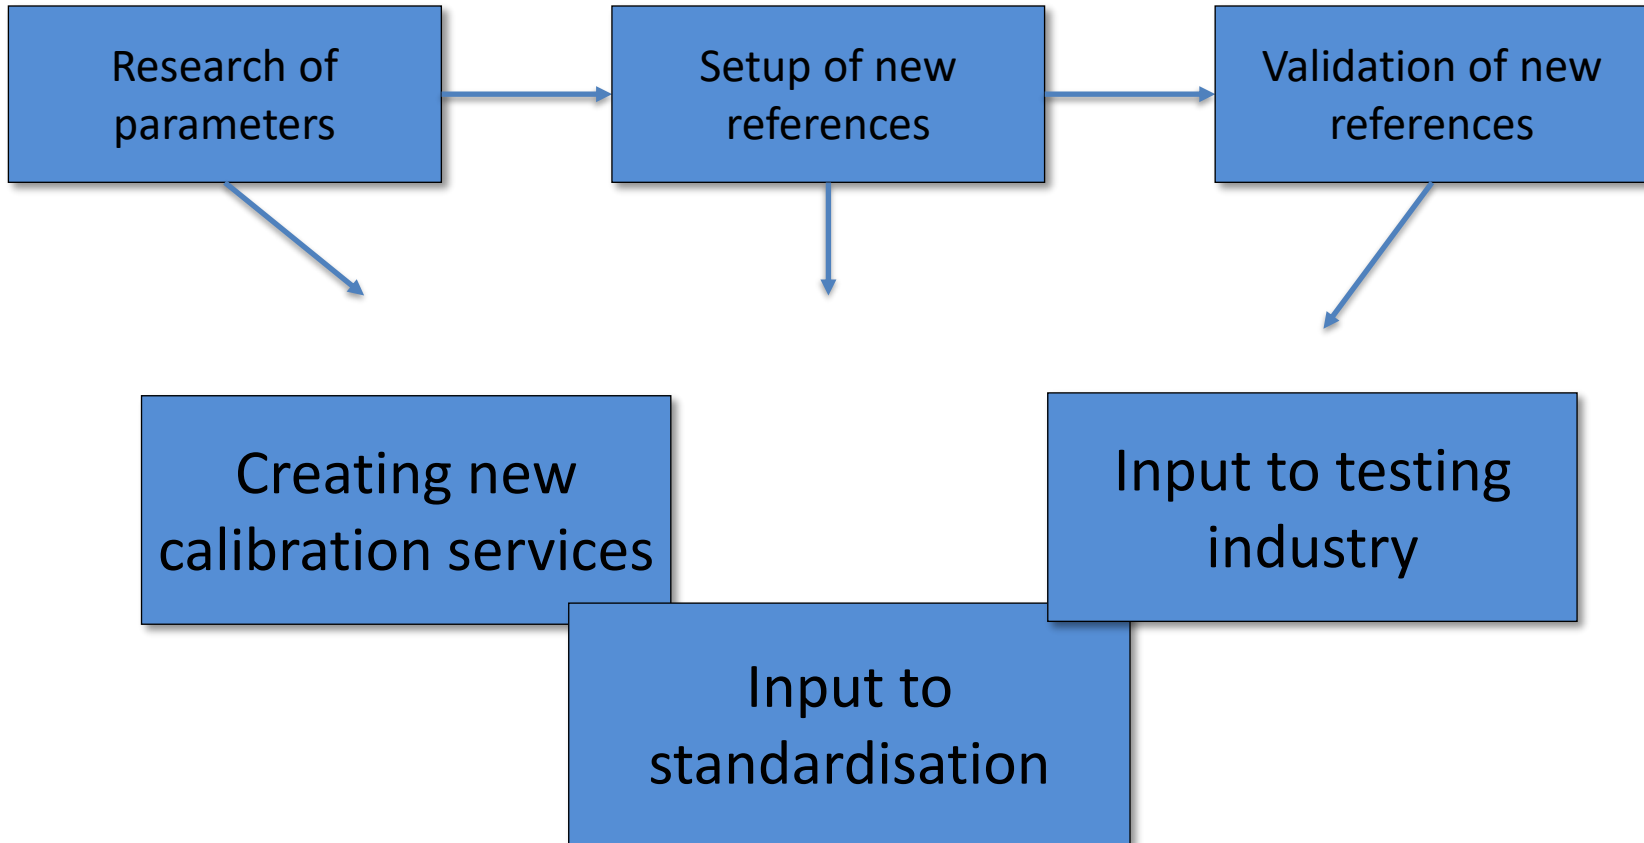 Research of
parameters
Setup of new
references
Validation of new
references
Creating new
calibration services
Input to testing
industry
Input to
standardisation